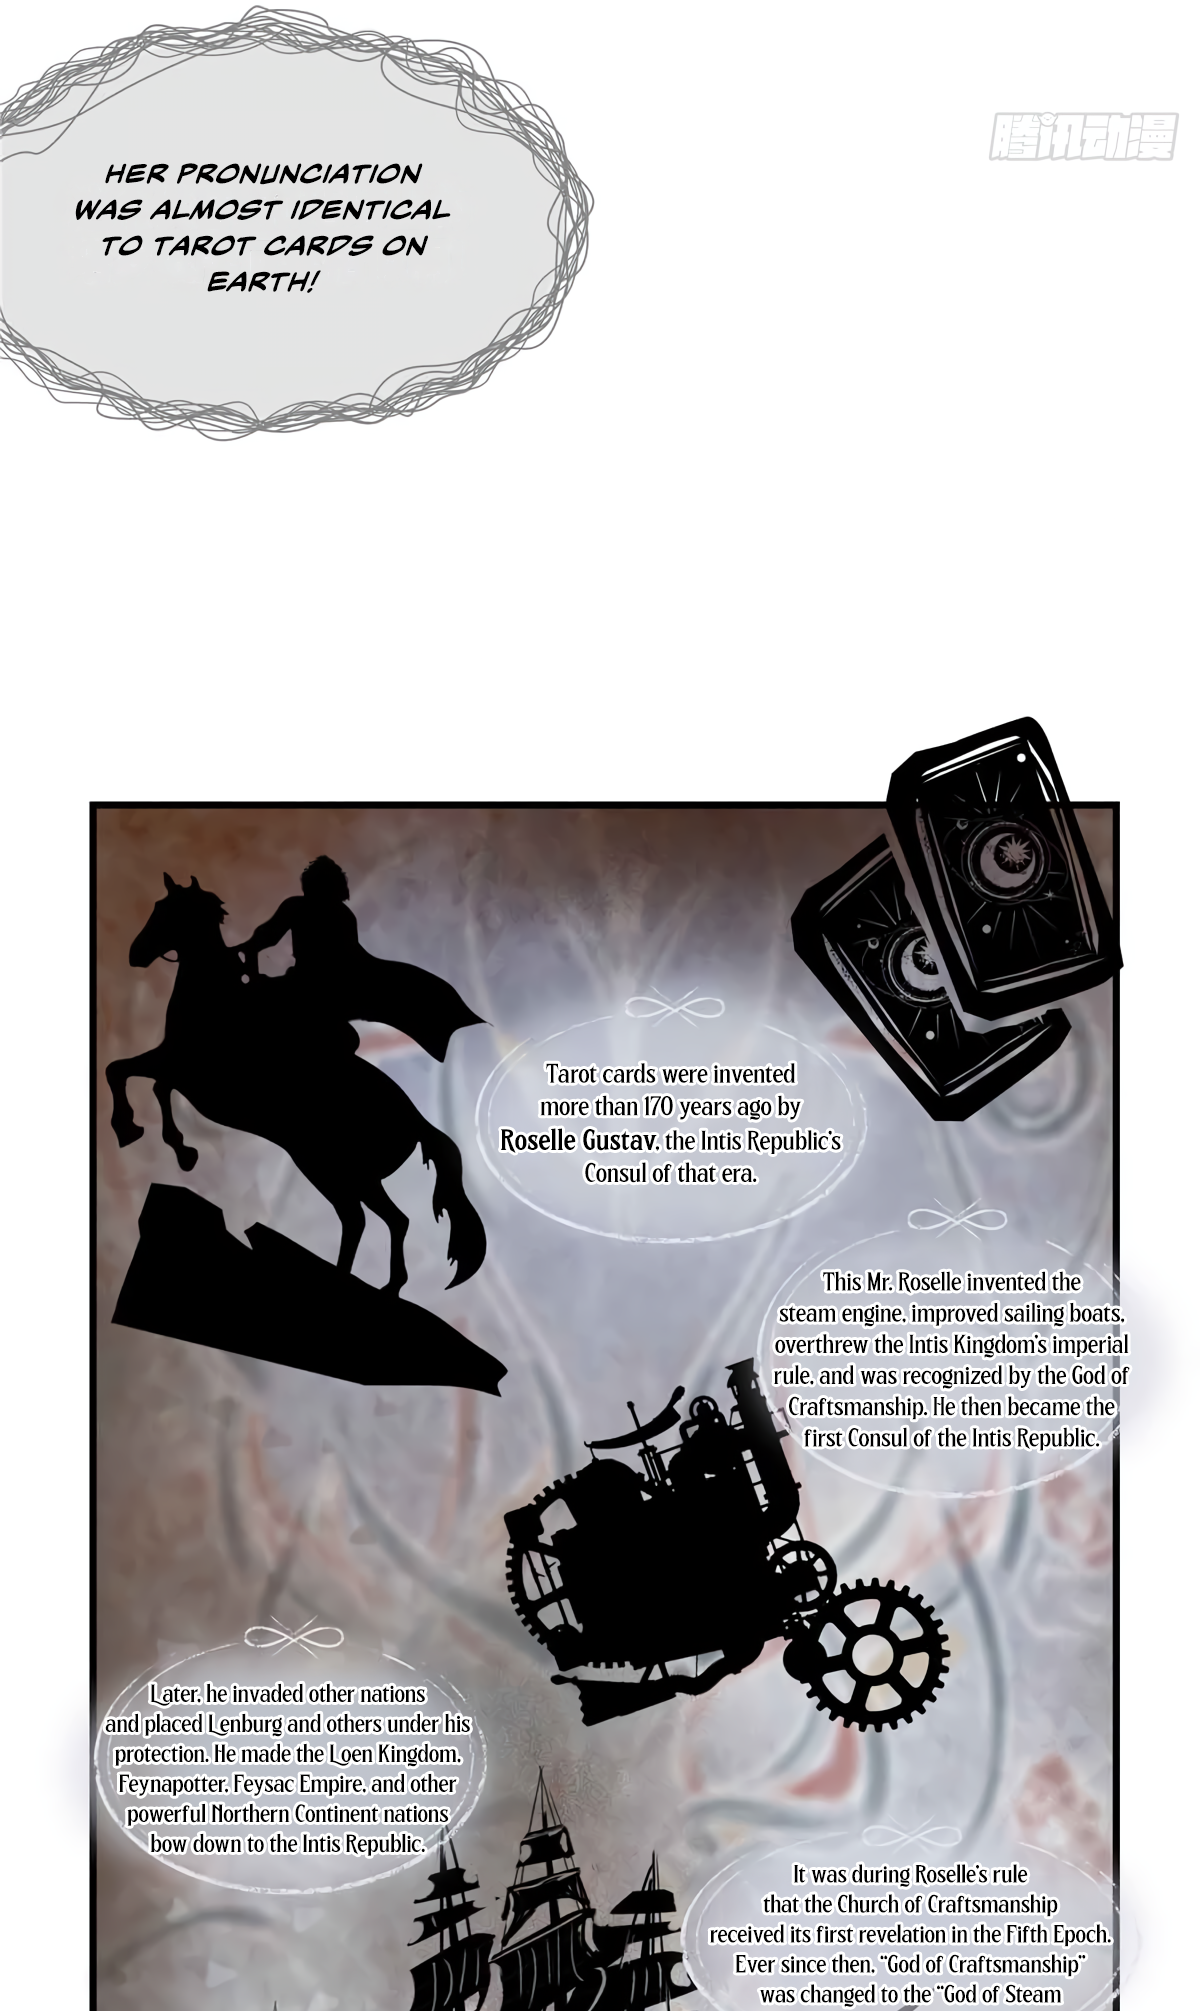 HER PRONUNCIATION
WAS ALMOST IDENTICAL
TO TAROT CARDS ON
EARTH!
腾讯动漫
Tarot cards were invented
more than 170 years ago by
Roselle Gustav, the Intis Republic's
Consul of that era.
This Mr. Roselle invented the
steam engine, improved sailing boats,
overthrew the Intis Kingdom's imperial
rule, and was recognized by the God of
Craftsmanship. He then became the
first Consul of the Intis Republic.
Later, he invaded other nations
and placed Lenburg and others under his
protection. He made the Loen Kingdom,
Feynapotter, Feysac Empire, and other
powerful Northern Continent nations
bow down to the Intis Republic.
It was during Roselle's rule
that the Church of Craftsmanship
received its first revelation in the Fifth Epoch.
Ever since then, “God of Craftsmanship”
was changed to the “God of Steam